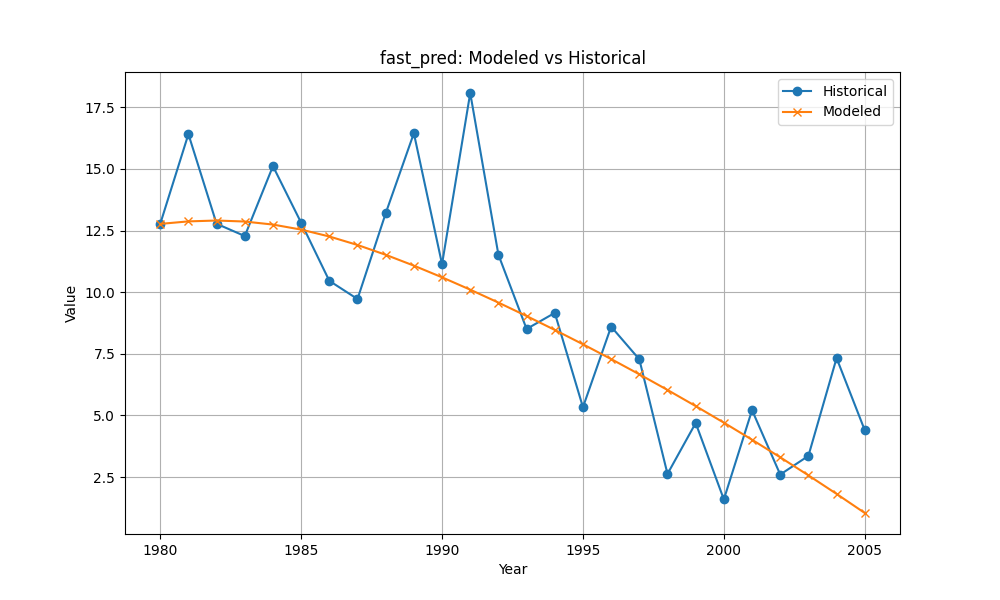 fast_pred: Modeled vs Historical
Historical
Modeled
Value
17.5
15.0
12.5
10.0
7.5
5.0
2.5
1980
1985
1990
1995
2000
2005
Year